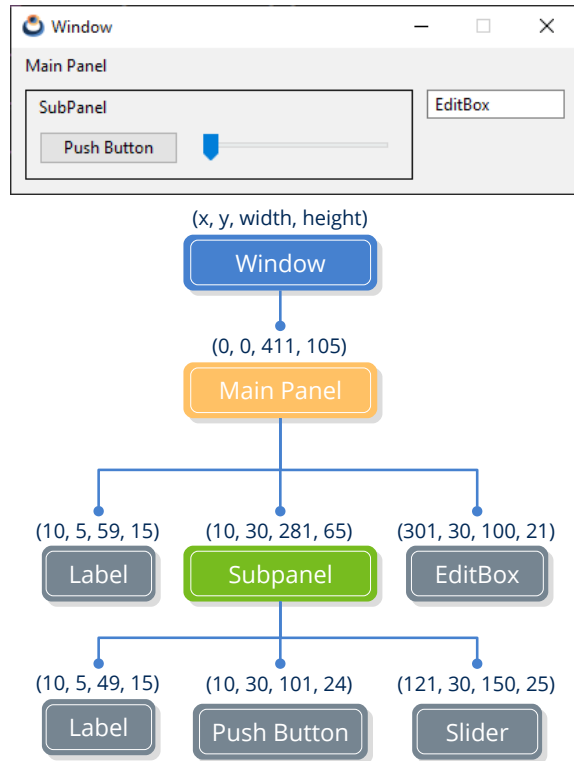 Window
Main Panel
SubPanel
EditBox
Push Button
(x, y, width, height)
Window
(0, 0, 411, 105)
Main Panel
(10, 5, 59, 15) (10, 30, 281, 65) (301, 30, 100, 21)
Label Subpanel EditBox
(10, 5, 49, 15) (10, 30, 101, 24) (121, 30, 150, 25)
Label Push Button Slider